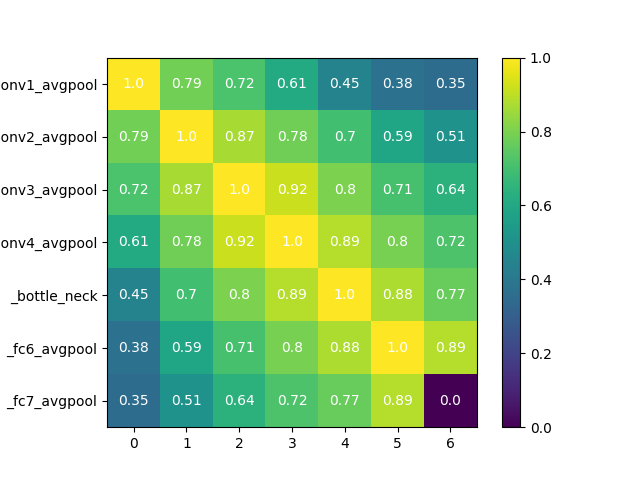 onv1_avgpool 1.0 0.79 0.72 0.61 0.45 0.38 0.35
onv2_avgpool 0.79 1.0 0.87 0.78 0.7 0.59 0.51
onv3_avgpool 0.72 0.87 1.0 0.92 0.8 0.71 0.64
onv4_avgpool 0.61 0.78 0.92 1.0 0.89 0.8 0.72
_bottle_neck 0.45 0.7 0.8 0.89 1.0 0.88 0.77
_fc6_avgpool 0.38 0.59 0.71 0.8 0.88 1.0 0.89
_fc7_avgpool 0.35 0.51 0.64 0.72 0.77 0.89 0.0
0 1 2 3 4 5 6
1.0
0.8
0.6
0.4
0.2
0.0